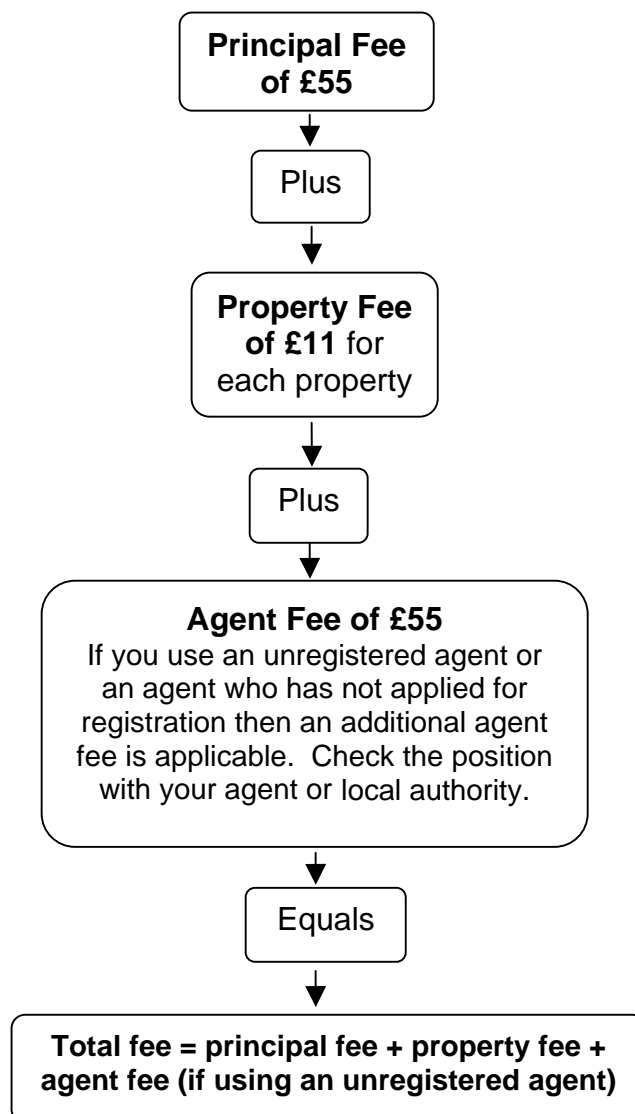 Principal Fee
of £55
Plus
Property Fee
of £11 for
each property
Plus
Agent Fee of £55
If you use an unregistered agent or
an agent who has not applied for
registration then an additional agent
fee is applicable.  Check the position
with your agent or local authority.
Equals
Total fee = principal fee + property fee +
agent fee (if using an unregistered agent)